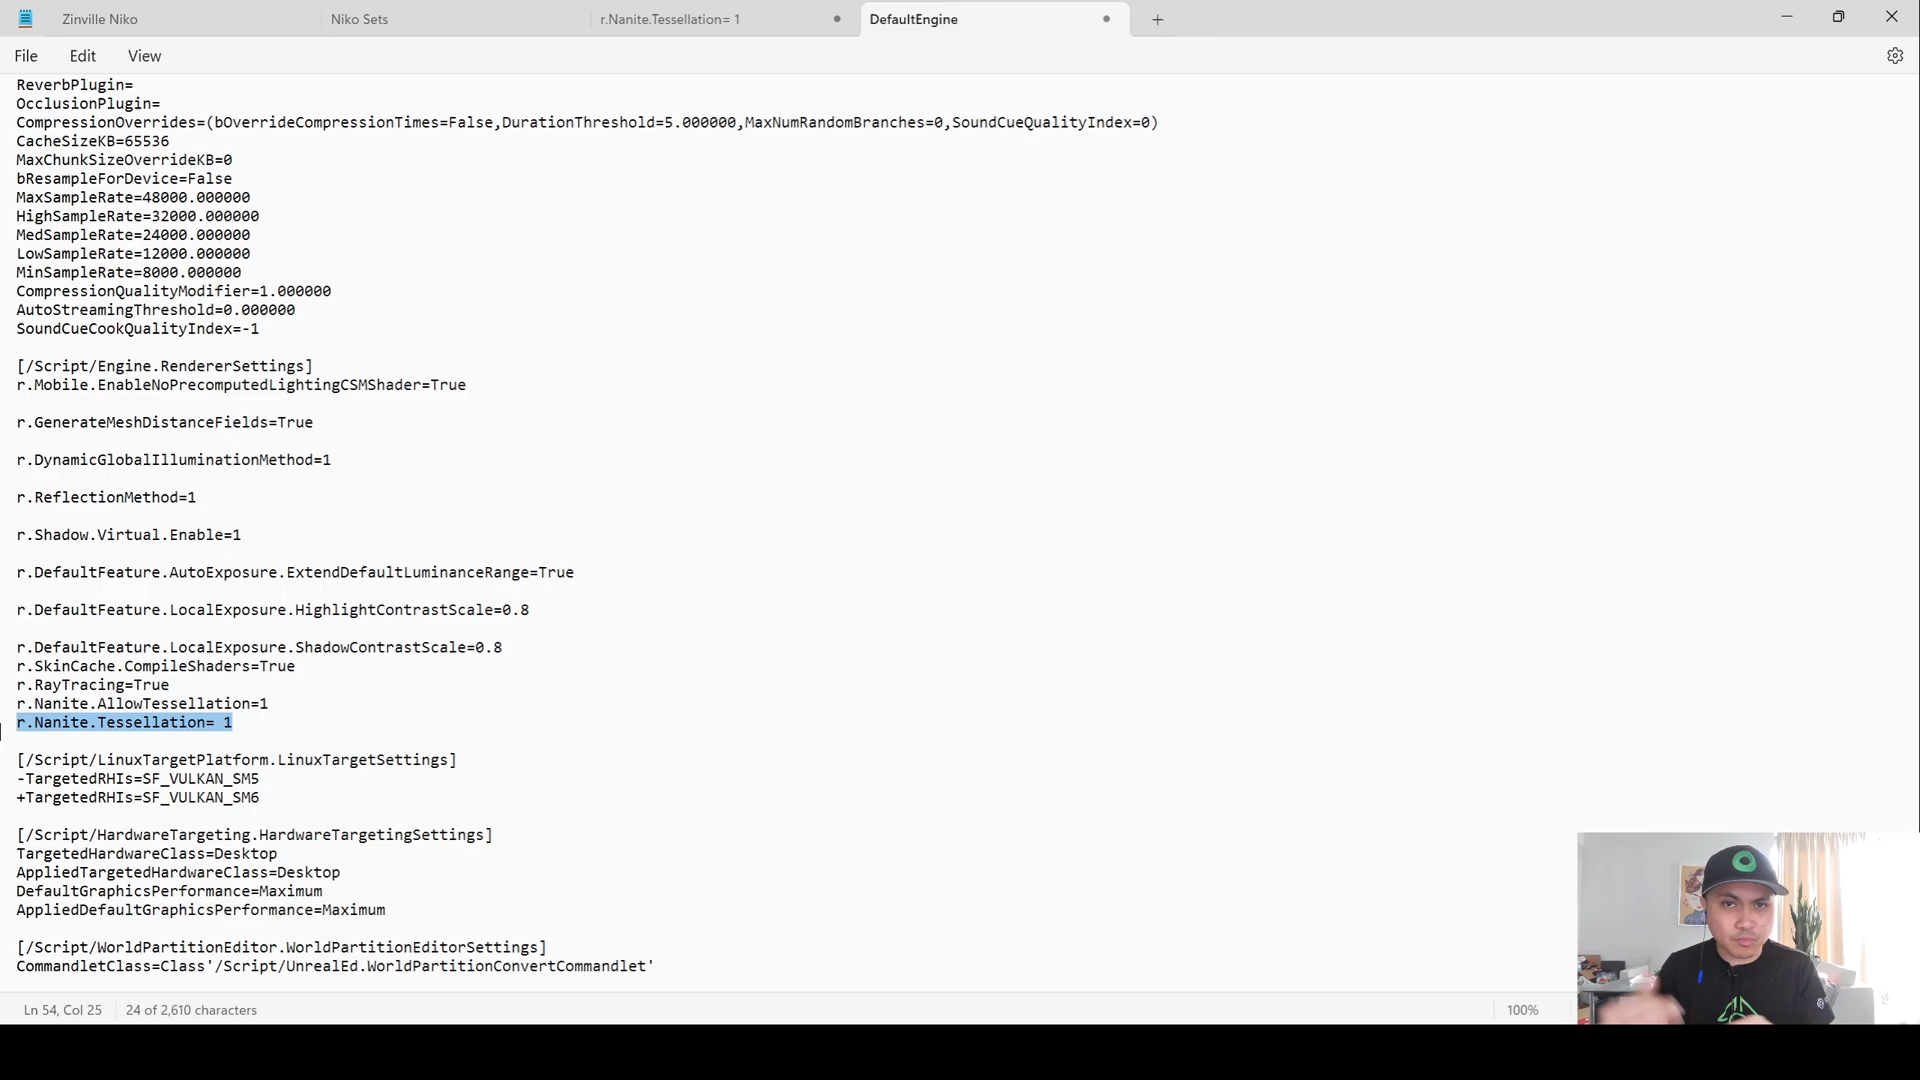 Zinville Niko
Niko Sets
r.Nanite.Tessellation= 1
DefaultEngine
File
Edit
View
ReverbPlugin=
OcclusionPlugin=
CompressionOverrides=(bOverrideCompressionTimes=False,DurationThreshold=5.000000,MaxNumRandomBranches=0,SoundCueQualityIndex=0)
CacheSizeKB=65536
MaxChunkSizeOverrideKB=0
bResampleForDevice=False
MaxSampleRate=48000.000000
HighSampleRate=32000.000000
MedSampleRate=24000.000000
LowSampleRate=12000.000000
MinSampleRate=8000.000000
CompressionQualityModifier=1.000000
AutoStreamingThreshold=0.000000
SoundCueCookQualityIndex=-1
[/Script/Engine.RendererSettings]
r.Mobile.EnableNoPrecomputedLightingCSMShader=True
r.GenerateMeshDistanceFields=True
r.DynamicGlobalIlluminationMethod=1
r.ReflectionMethod=1
r.Shadow.Virtual.Enable=1
r.DefaultFeature.AutoExposure.ExtendDefaultLuminanceRange=True
r.DefaultFeature.LocalExposure.HighlightContrastScale=0.8
r.DefaultFeature.LocalExposure.ShadowContrastScale=0.8
r.SkinCache.CompileShaders=True
r.RayTracing=True
r.Nanite.AllowTessellation=1
r.Nanite.Tessellation= 1
[/Script/LinuxTargetPlatform.LinuxTargetSettings]
-TargetedRHIs=SF_VULKAN_SM5
+TargetedRHIs=SF_VULKAN_SM6
[/Script/HardwareTargeting.HardwareTargetingSettings]
TargetedHardwareClass=Desktop
AppliedTargetedHardwareClass=Desktop
DefaultGraphicsPerformance=Maximum
AppliedDefaultGraphicsPerformance=Maximum
[/Script/WorldPartitionEditor.WorldPartitionEditorSettings]
CommandletClass=Class'/Script/UnrealEd.WorldPartitionConvertCommandlet'
Ln 54, Col 25
24 of 2,610 characters
100%